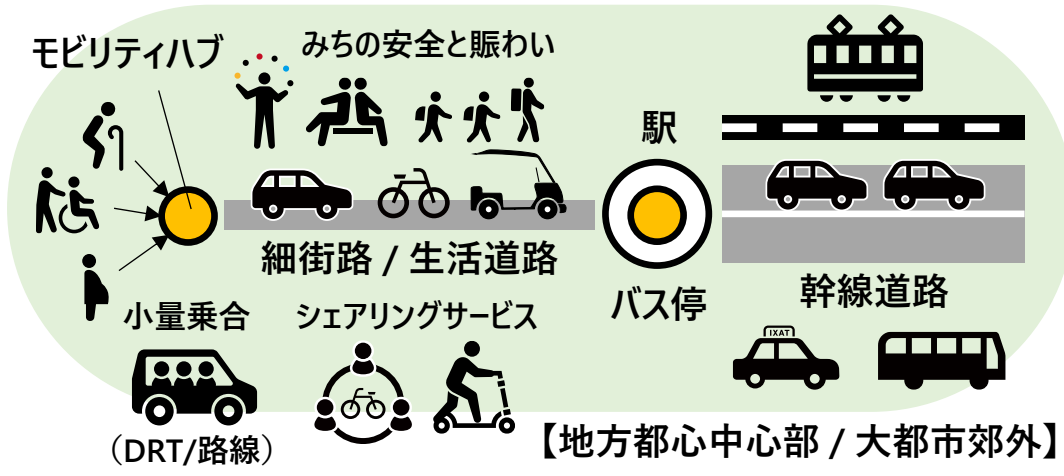 モビリティハブ
みちの安全と賑わい
駅
細街路 / 生活道路
バス停
幹線道路
小量乗合
シェアリングサービス
IXAT
（DRT/路線）
【地方都心中心部 / 大都市郊外】